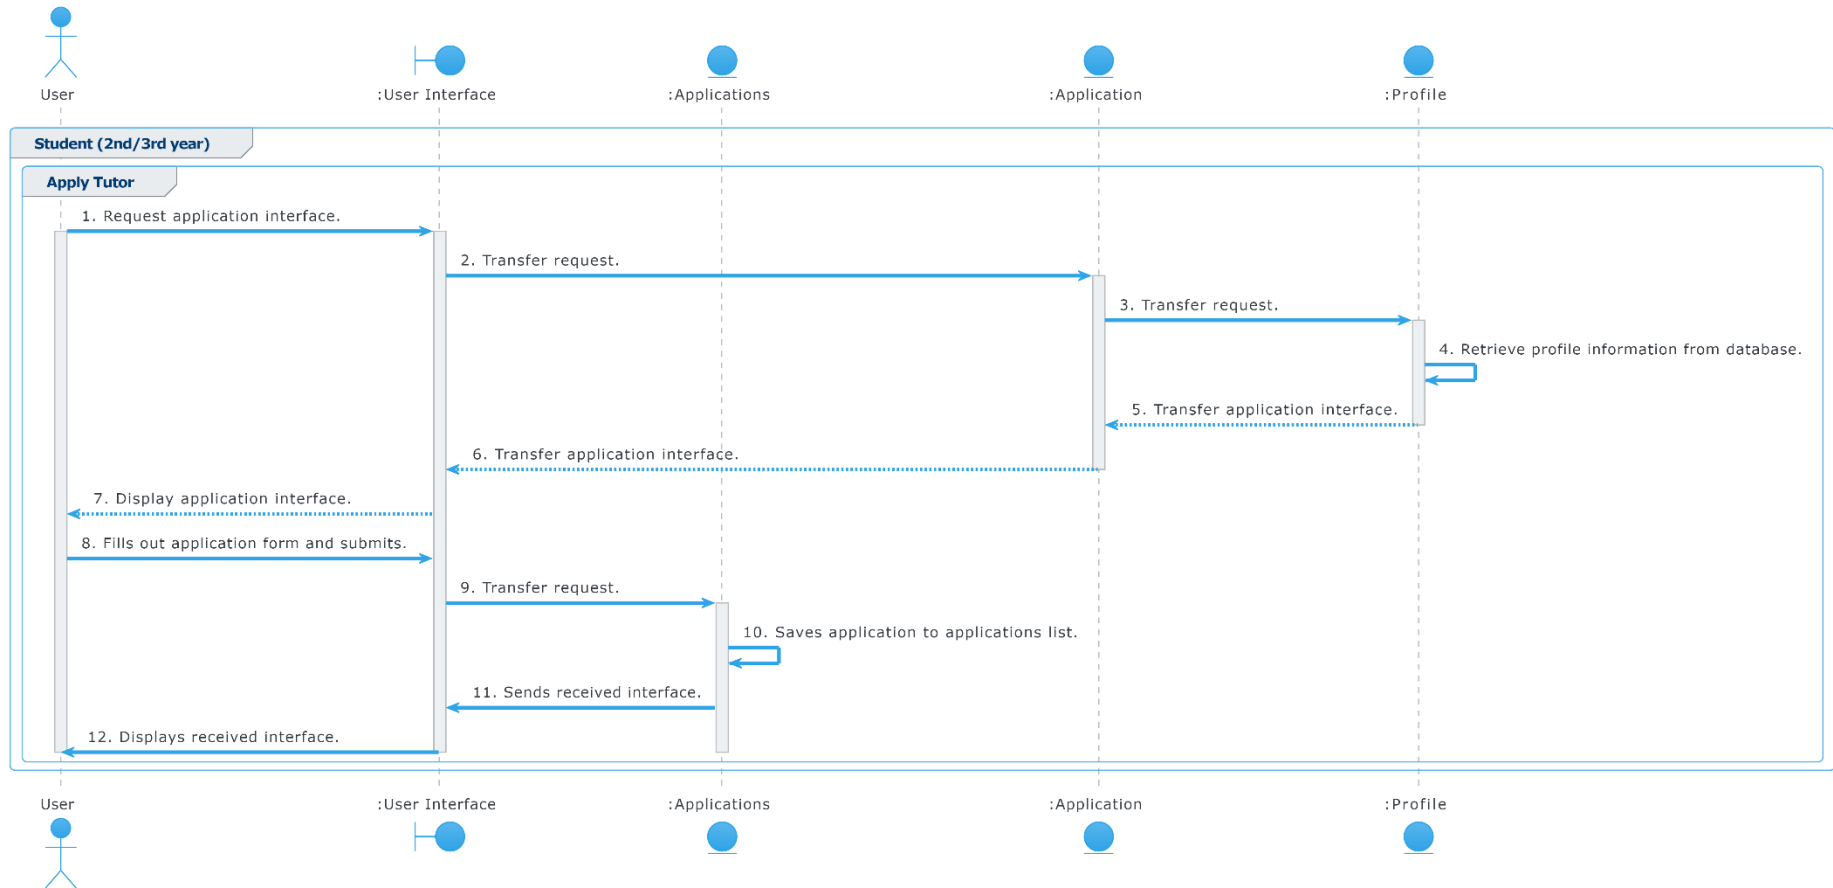 User
:User Interface
:Applications
:Application
:Profile
Student (2nd/3rd year)
Apply Tutor
1. Request application interface.
2. Transfer request.
3. Transfer request.
4. Retrieve profile information from database.
5. Transfer application interface.
6. Transfer application interface.
7. Display application interface.
8. Fills out application form and submits.
9. Transfer request.
10. Saves application to applications list.
11. Sends received interface.
12. Displays received interface.
User
:User Interface
:Applications
:Application
:Profile